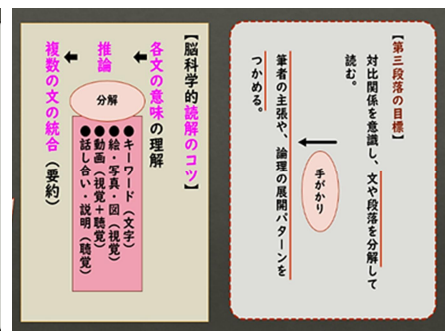 【第三段落の目標】
対比関係を意識し、文や段落を分解して
読む。
手がかり
筆者の主張や、論理の展開パターンを
つかめる。
【脳科学的読解のコツ】
各文の意味の理解
推論
分解
●キーワード（文字）
●絵・写真・図（視覚）
●動画（視覚＋聴覚）
●話し合い・説明（聴覚）
複数の文の統合（要約）